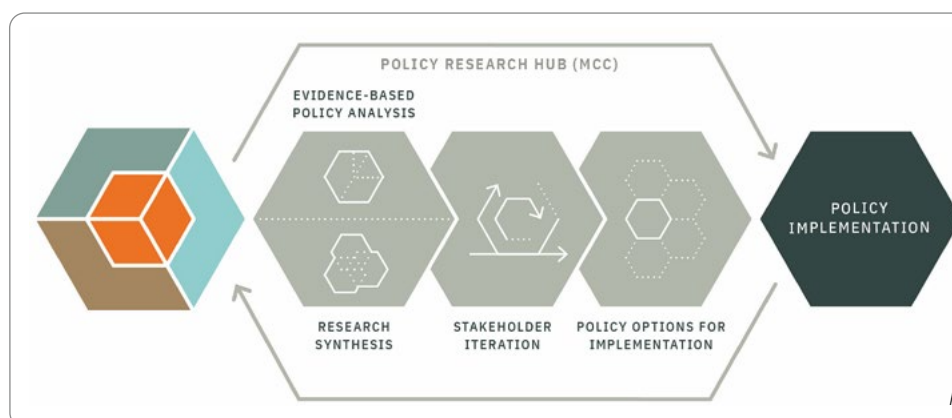 POLICY RESEARCH HUB (MCC)
EVIDENCE-BASED
POLICY ANALYSIS
POLICY
IMPLEMENTATION
RESEARCH
SYNTHESIS
STAKEHOLDER
ITERATION
POLICY OPTIONS FOR
IMPLEMENTATION